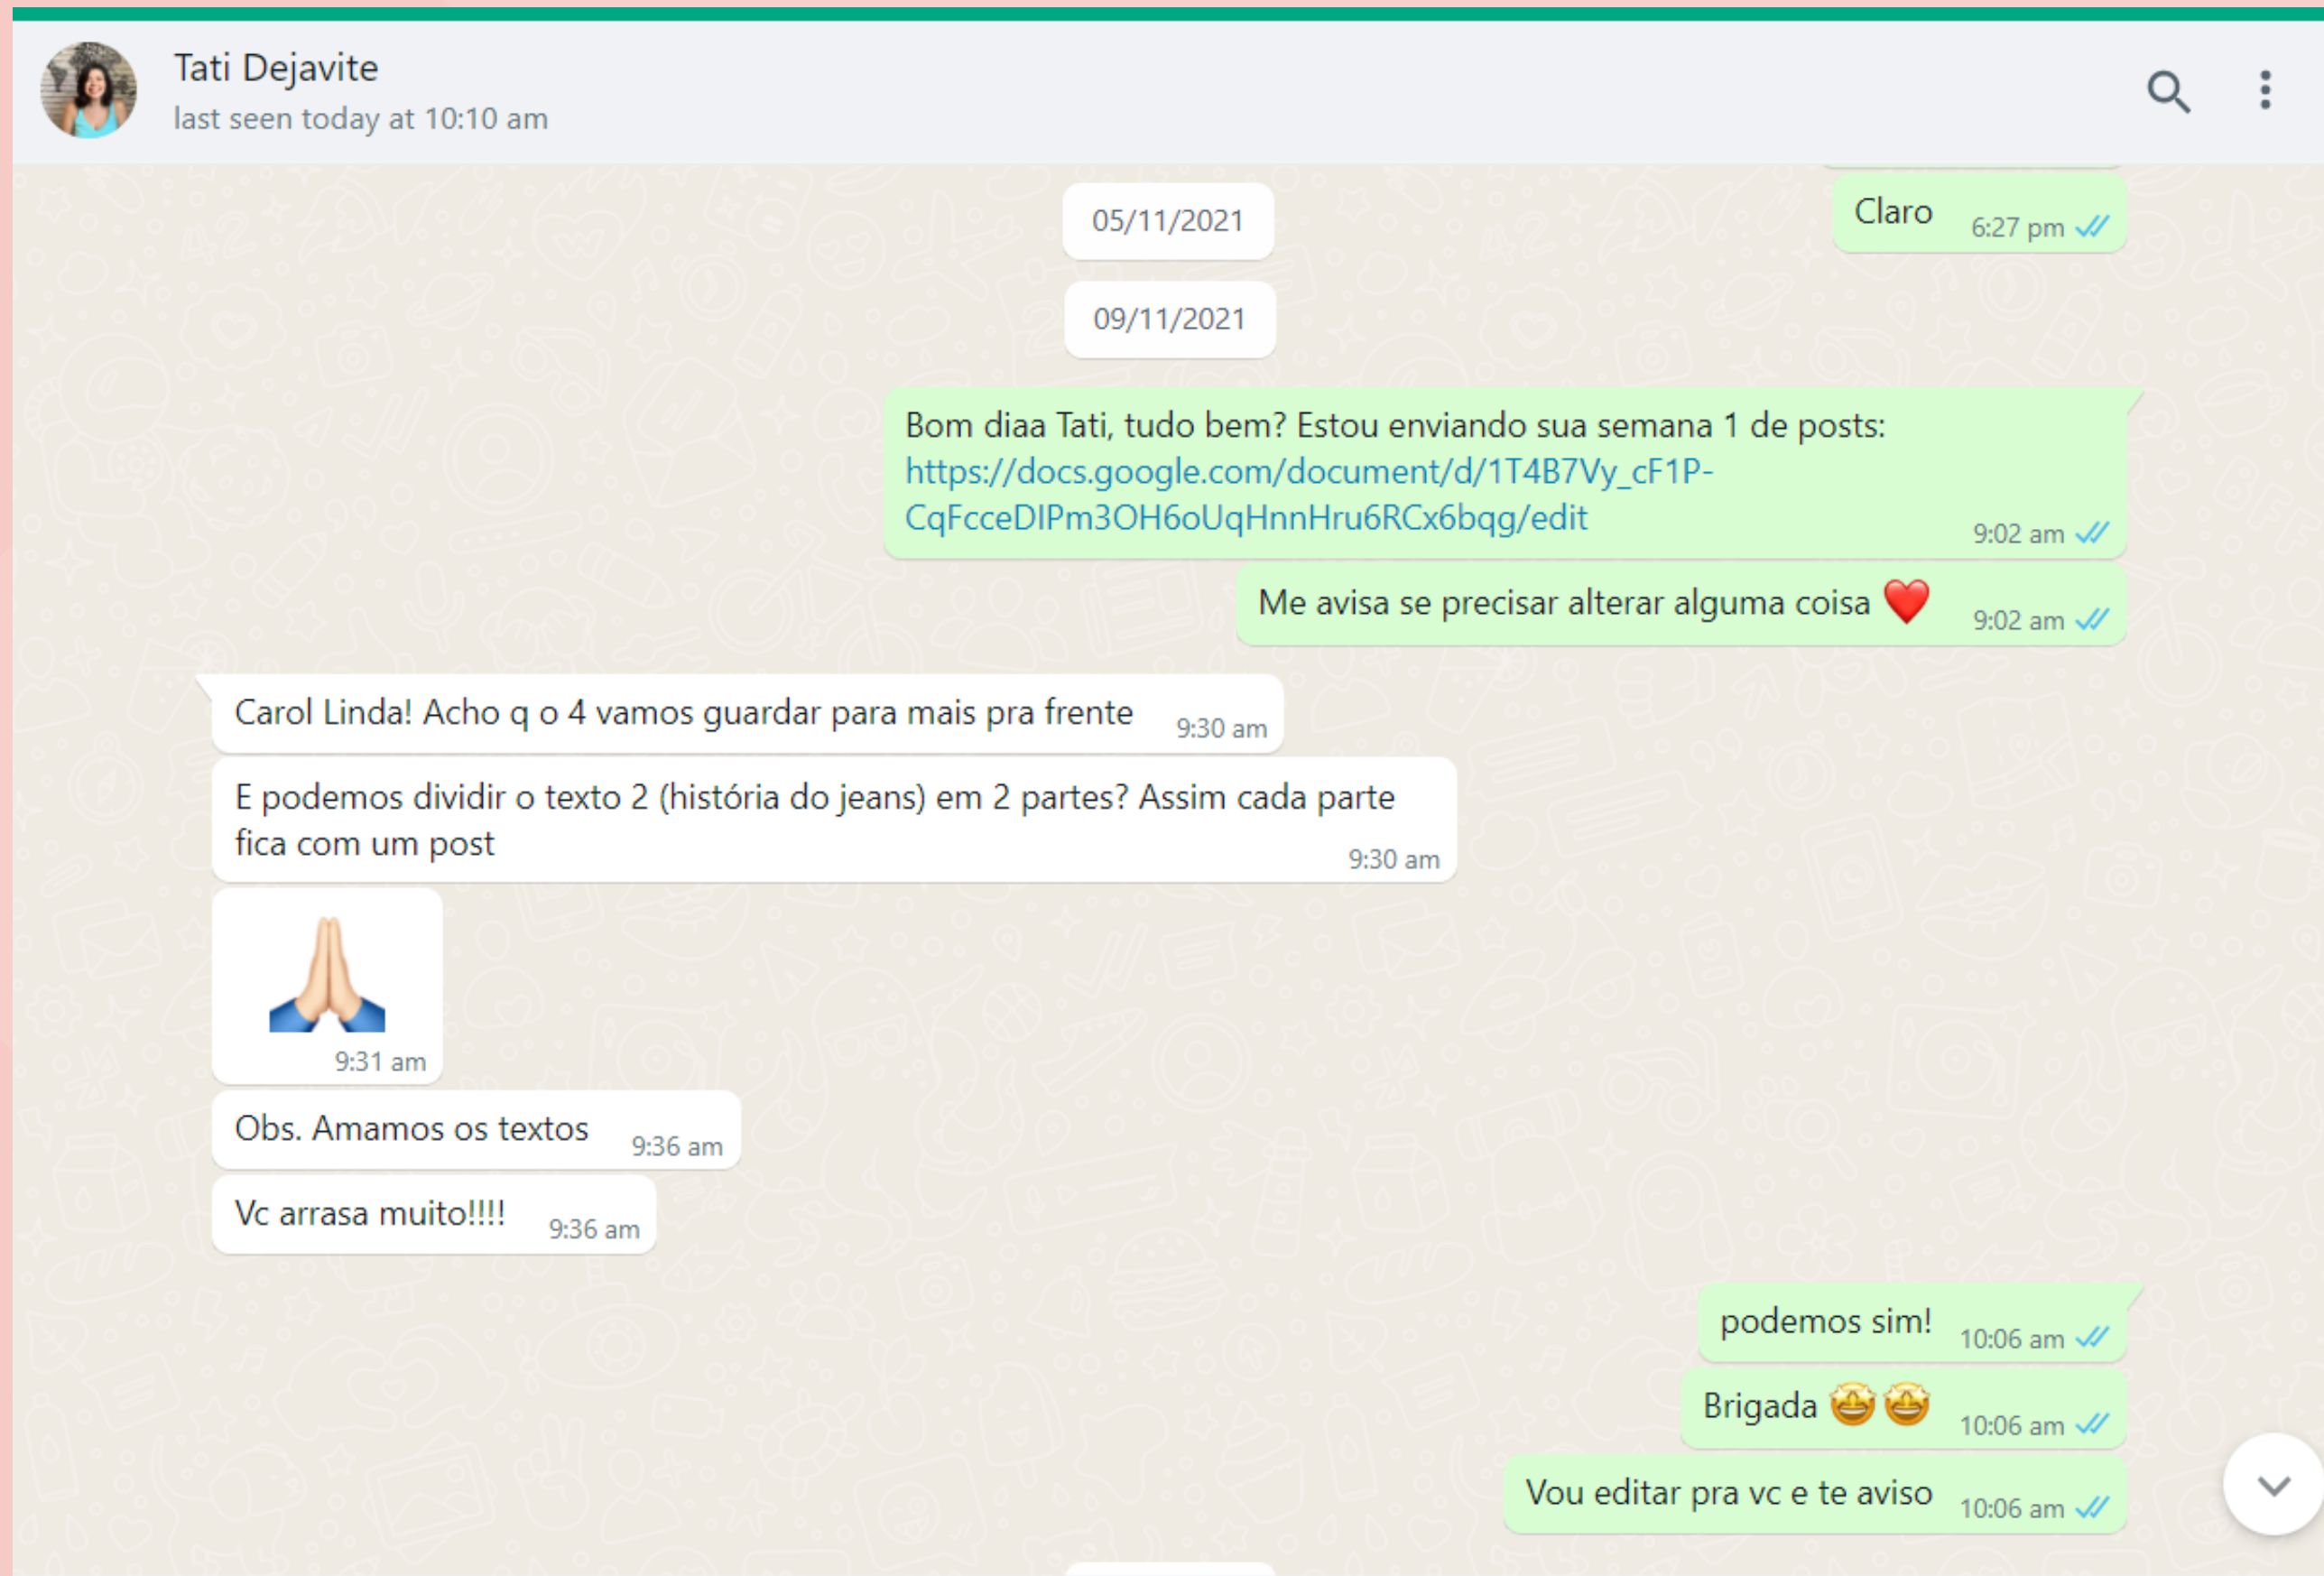 Tati Dejavite
last seen today at 10:10 am
Claro 6:27 pm
05/11/2021
09/11/2021
Bom diaa Tati, tudo bem? Estou enviando sua semana 1 de posts:
https://docs.google.com/document/d/1T4B7Vy_cF1P-
CqFcceDIPm3OH6oUqHnnHru6RCx6bqg/edit
9:02 am
Me avisa se precisar alterar alguma coisa ❤️ 9:02 am
Carol Linda! Acho q o 4 vamos guardar para mais pra frente 9:30 am
E podemos dividir o texto 2 (história do jeans) em 2 partes? Assim cada parte
fica com um post 9:30 am
🙏🏻
9:31 am
Obs. Amamos os textos 9:36 am
Vc arrasa muito!!!! 9:36 am
podemos sim! 10:06 am
Brigada 🤩🤩 10:06 am
Vou editar pra vc e te aviso 10:06 am